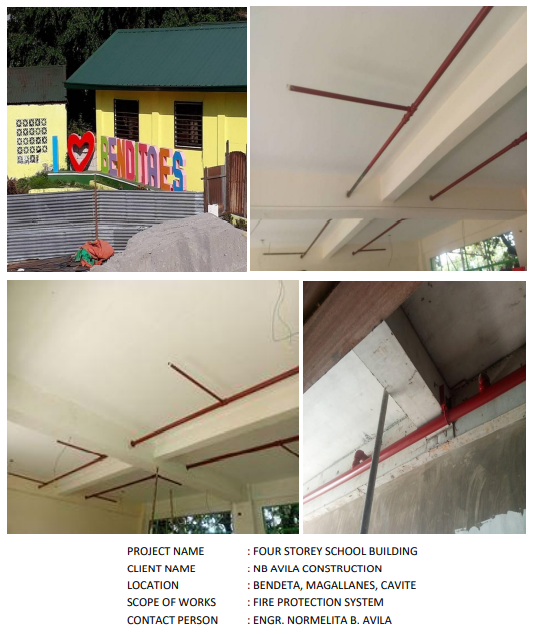 I ❤ BENDITAES
PROJECT NAME : FOUR STOREY SCHOOL BUILDING
CLIENT NAME : NB AVILA CONSTRUCTION
LOCATION : BENDETA, MAGALLANES, CAVITE
SCOPE OF WORKS : FIRE PROTECTION SYSTEM
CONTACT PERSON : ENGR. NORMELITA B. AVILA